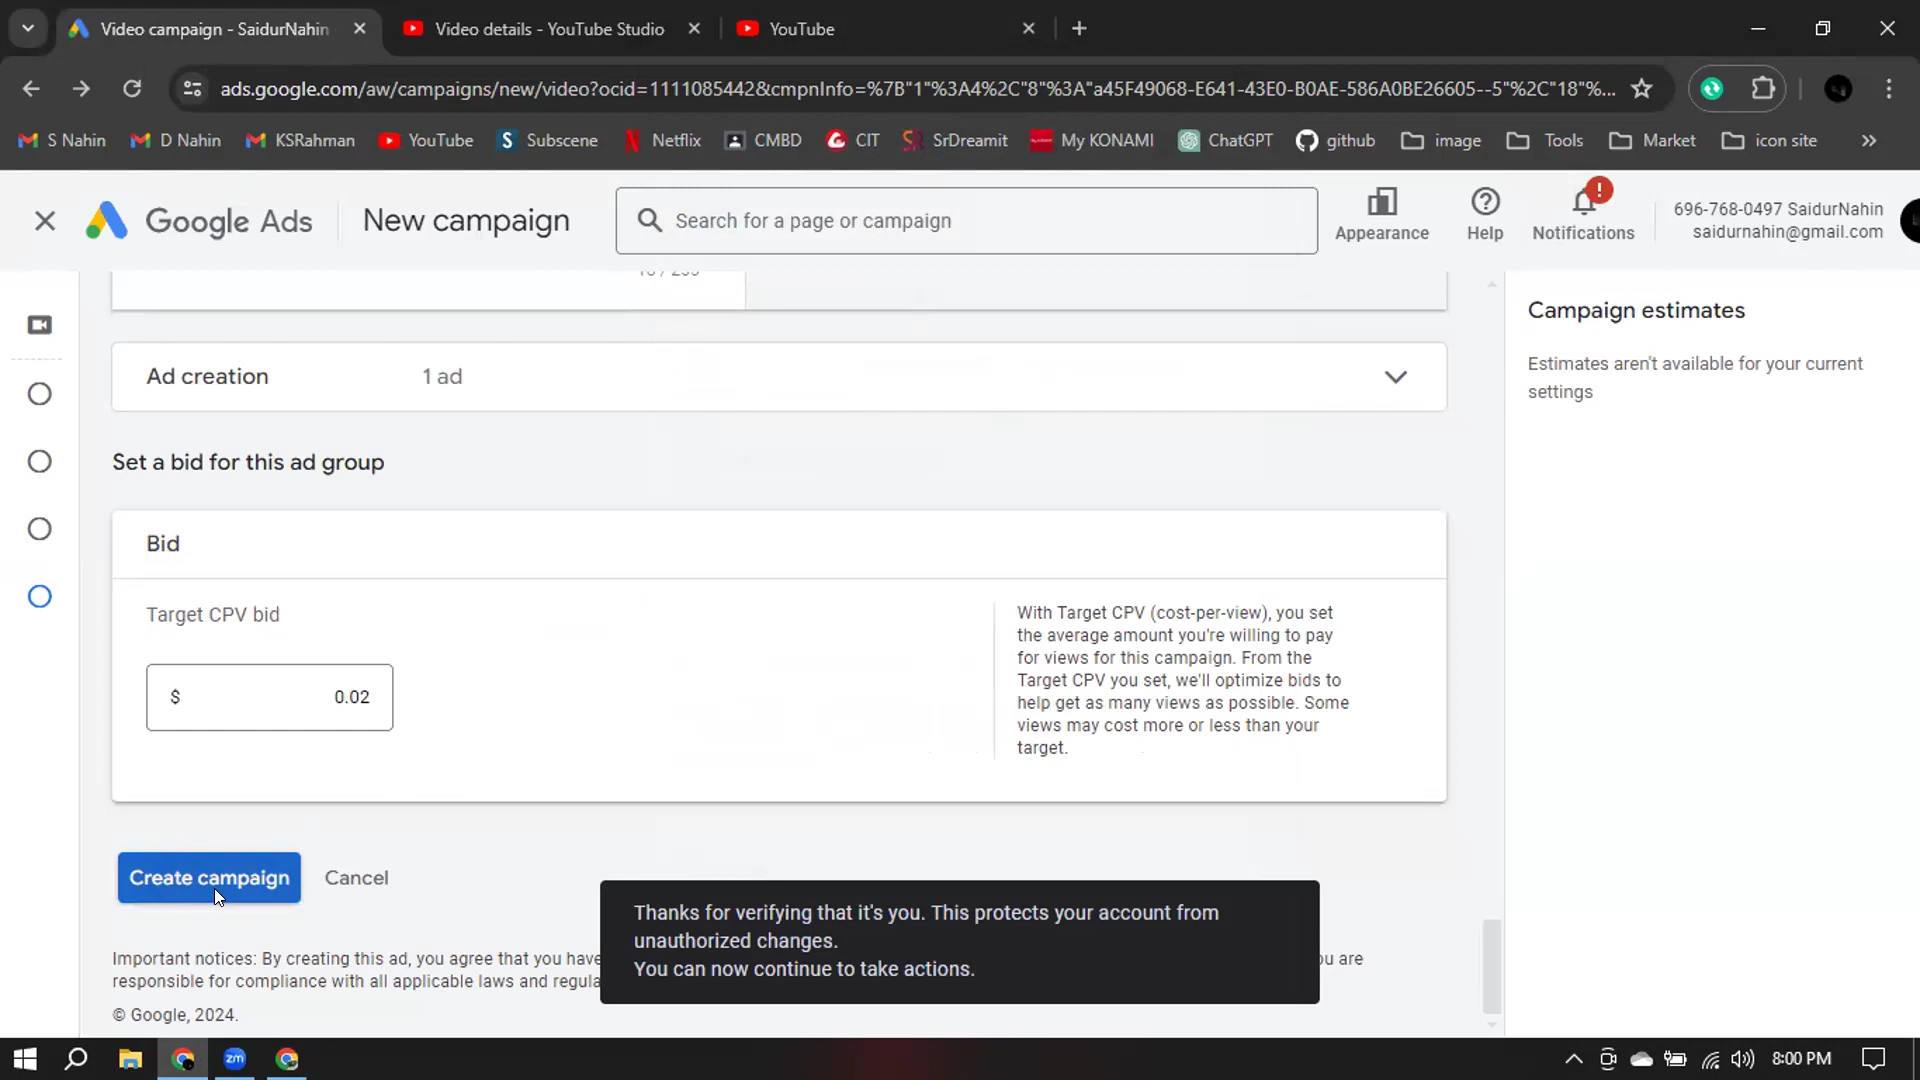 Video campaign - SaidurNahin
Video details - YouTube Studio
YouTube
ads.google.com/aw/campaigns/new/video?ocid=1111085442&cmpnInfo=%7B"1"%3A4%2C"8"%3A"a45F49068-E641-43E0-B0AE-586A0BE26605--5"%2C"18"%...
S Nahin
D Nahin
KSRahman
YouTube
Subscene
Netflix
CMBD
CIT
SrDreamit
My KONAMI
ChatGPT
github
image
Tools
Market
icon site
Google Ads
New campaign
Search for a page or campaign
Appearance
Help
Notifications
696-768-0497 SaidurNahin
saidurnahin@gmail.com
Campaign estimates
Estimates aren't available for your current
settings
Ad creation
1 ad
Set a bid for this ad group
Bid
Target CPV bid
$ 0.02
With Target CPV (cost-per-view), you set
the average amount you're willing to pay
for views for this campaign. From the
Target CPV you set, we'll optimize bids to
help get as many views as possible. Some
views may cost more or less than your
target.
Create campaign
Cancel
Thanks for verifying that it's you. This protects your account from
unauthorized changes.
You can now continue to take actions.
Important notices: By creating this ad, you agree that you have
responsible for compliance with all applicable laws and regula
© Google, 2024.
zm
8:00 PM